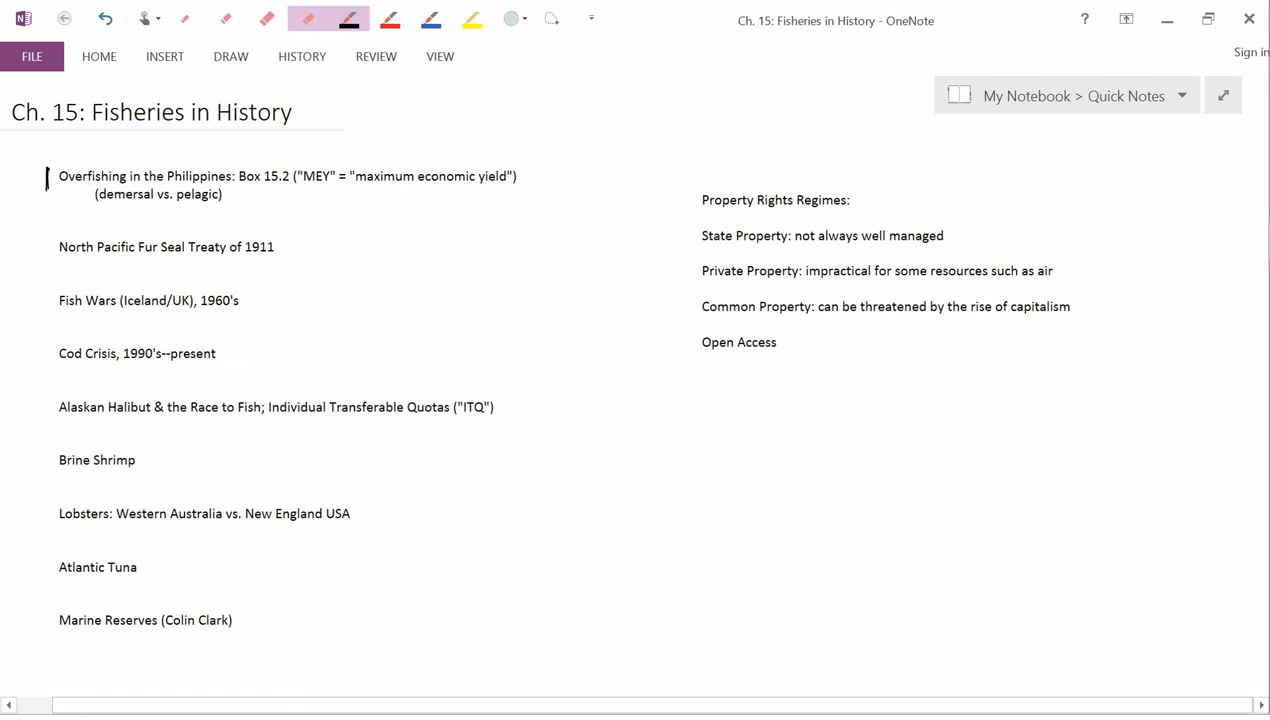 Ch. 15: Fisheries in History - OneNote
?
FILE
HOME
INSERT
DRAW
HISTORY
REVIEW
VIEW
Sign in
Ch. 15: Fisheries in History
My Notebook > Quick Notes
Overfishing in the Philippines: Box 15.2 ("MEY" = "maximum economic yield")
(demersal vs. pelagic)
North Pacific Fur Seal Treaty of 1911
Fish Wars (Iceland/UK), 1960's
Cod Crisis, 1990's--present
Alaskan Halibut & the Race to Fish; Individual Transferable Quotas ("ITQ")
Brine Shrimp
Lobsters: Western Australia vs. New England USA
Atlantic Tuna
Marine Reserves (Colin Clark)
Property Rights Regimes:
State Property: not always well managed
Private Property: impractical for some resources such as air
Common Property: can be threatened by the rise of capitalism
Open Access